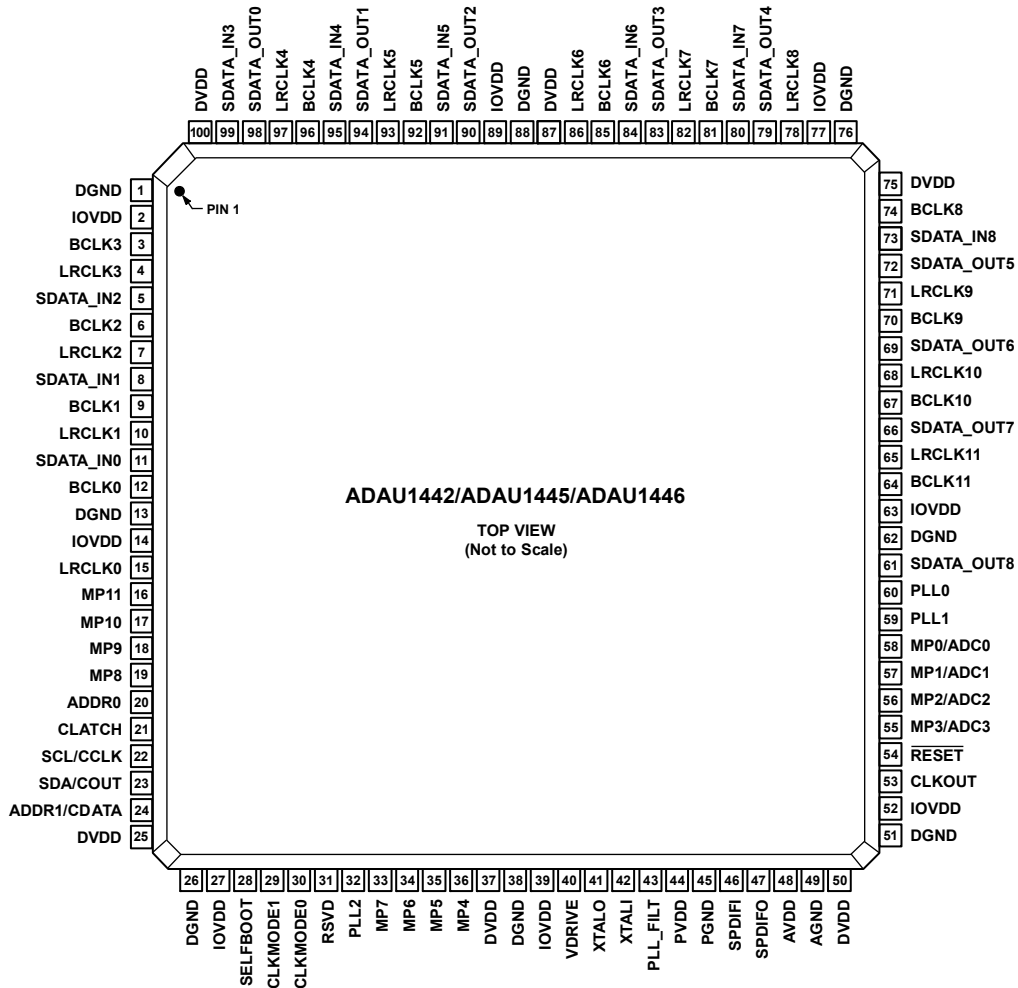 DVDD
SDATA_IN3
SDATA_OUT0
LRCLK4
BCLK4
SDATA_IN4
SDATA_OUT1
LRCLK5
BCLK5
SDATA_IN5
SDATA_OUT2
IOVDD
DGND
DVDD
LRCLK6
BCLK6
SDATA_IN6
SDATA_OUT3
LRCLK7
BCLK7
SDATA_IN7
SDATA_OUT4
LRCLK8
IOVDD
DGND
100 99 98 97 96 95 94 93 92 91 90 89 88 87 86 85 84 83 82 81 80 79 78 77 76
DGND 1
IOVDD 2
BCLK3 3
LRCLK3 4
SDATA_IN2 5
BCLK2 6
LRCLK2 7
SDATA_IN1 8
BCLK1 9
LRCLK1 10
SDATA_IN0 11
BCLK0 12
DGND 13
IOVDD 14
LRCLK0 15
MP11 16
MP10 17
MP9 18
MP8 19
ADDR0 20
CLATCH 21
SCL/CCLK 22
SDA/COUT 23
ADDR1/CDATA 24
DVDD 25
PIN 1
ADAU1442/ADAU1445/ADAU1446
TOP VIEW
(Not to Scale)
75 DVDD
74 BCLK8
73 SDATA_IN8
72 SDATA_OUT5
71 LRCLK9
70 BCLK9
69 SDATA_OUT6
68 LRCLK10
67 BCLK10
66 SDATA_OUT7
65 LRCLK11
64 BCLK11
63 IOVDD
62 DGND
61 SDATA_OUT8
60 PLL0
59 PLL1
58 MP0/ADC0
57 MP1/ADC1
56 MP2/ADC2
55 MP3/ADC3
54 RESET
53 CLKOUT
52 IOVDD
51 DGND
26 27 28 29 30 31 32 33 34 35 36 37 38 39 40 41 42 43 44 45 46 47 48 49 50
DGND
IOVDD
SELFBOOT
CLKMODE1
CLKMODE0
RSVD
PLL2
MP7
MP6
MP5
MP4
DVDD
DGND
IOVDD
VDRIVE
XTALO
XTALI
PLL_FILT
PVDD
PGND
SPDIFI
SPDIFO
AVDD
AGND
DVDD